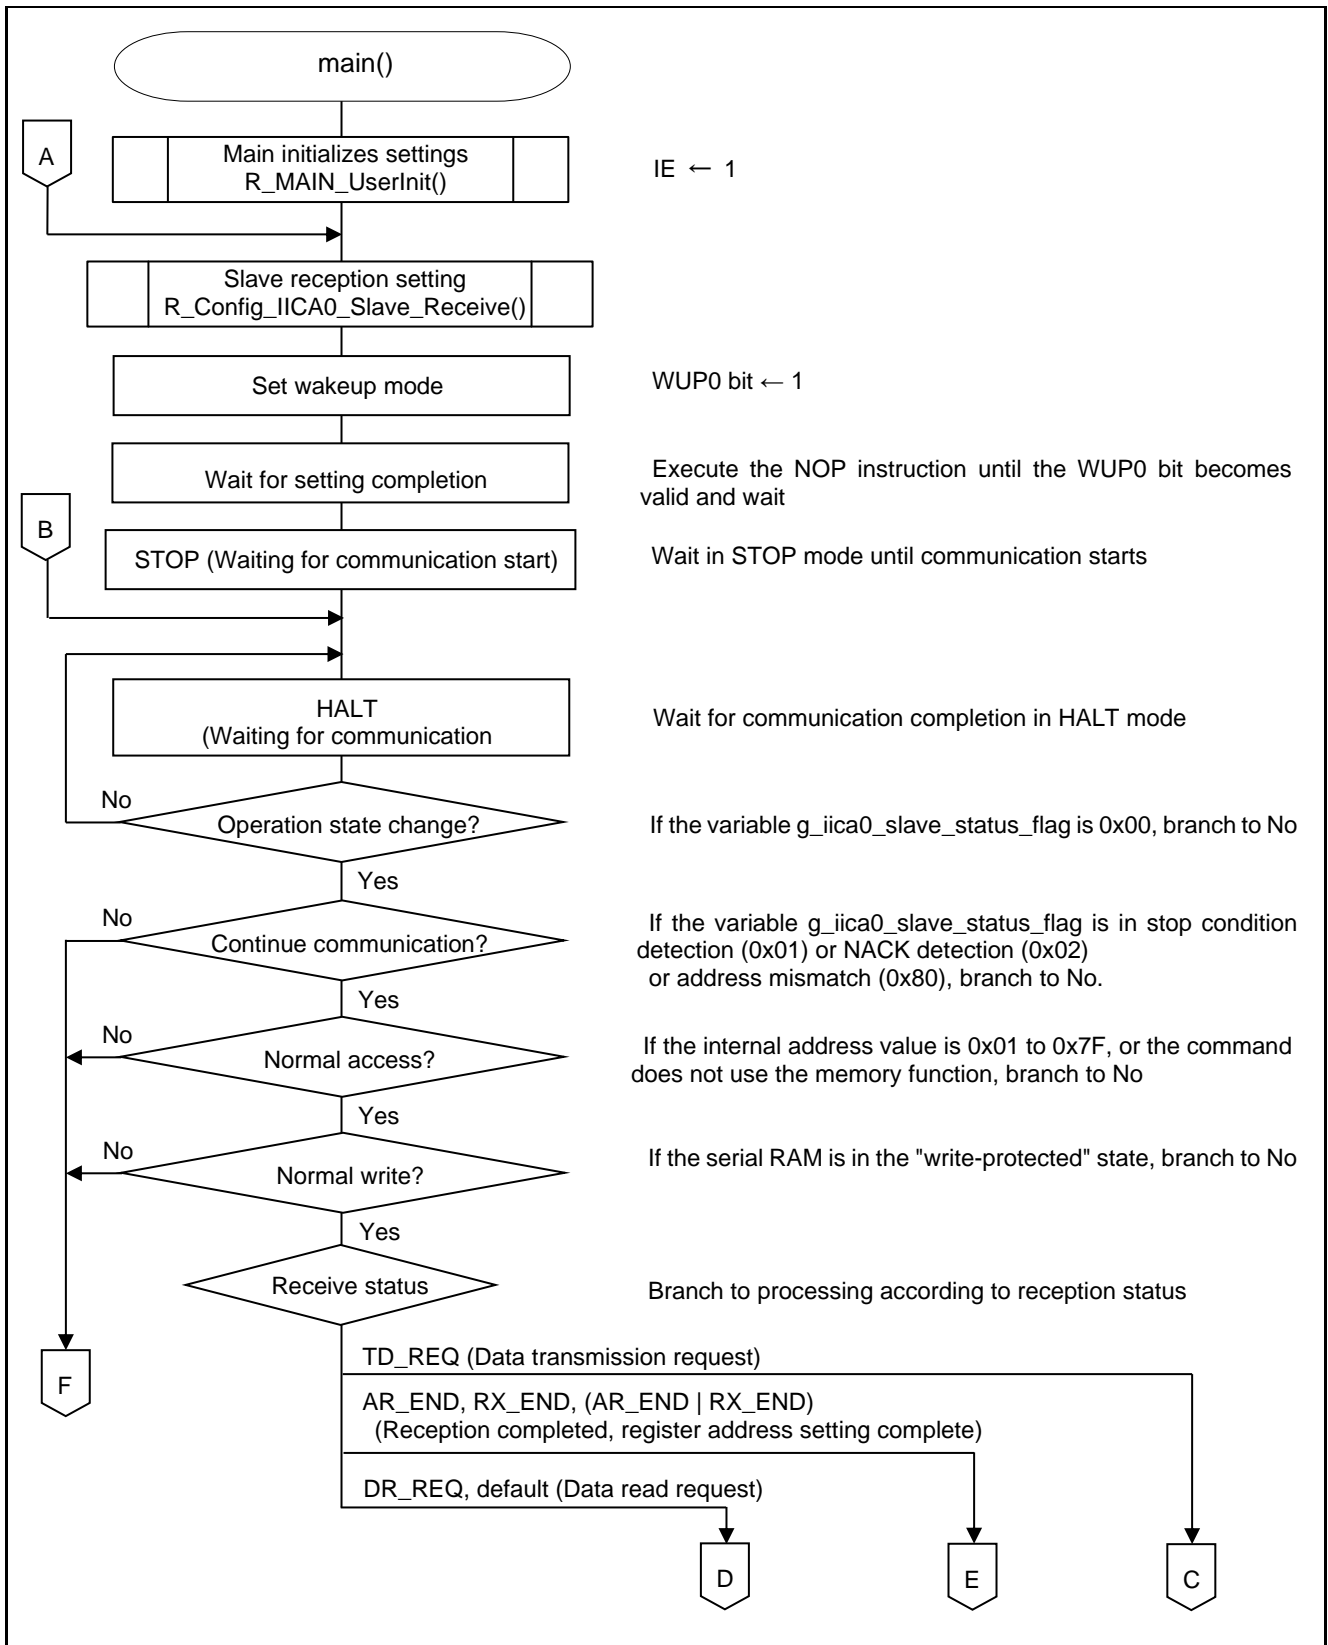 main()
A
Main initializes settings
R_MAIN_UserInit()
IE ← 1
Slave reception setting
R_Config_IICA0_Slave_Receive()
Set wakeup mode
WUP0 bit ← 1
Wait for setting completion
Execute the NOP instruction until the WUP0 bit becomes
valid and wait
B
STOP (Waiting for communication start)
Wait in STOP mode until communication starts
HALT
(Waiting for communication
Wait for communication completion in HALT mode
No
Operation state change?
If the variable g_iica0_slave_status_flag is 0x00, branch to No
Yes
No
Continue communication?
If the variable g_iica0_slave_status_flag is in stop condition
detection (0x01) or NACK detection (0x02)
or address mismatch (0x80), branch to No.
Yes
No
Normal access?
If the internal address value is 0x01 to 0x7F, or the command
does not use the memory function, branch to No
Yes
No
Normal write?
If the serial RAM is in the "write-protected" state, branch to No
Yes
Receive status
Branch to processing according to reception status
F
TD_REQ (Data transmission request)
AR_END, RX_END, (AR_END | RX_END)
(Reception completed, register address setting complete)
DR_REQ, default (Data read request)
D
E
C